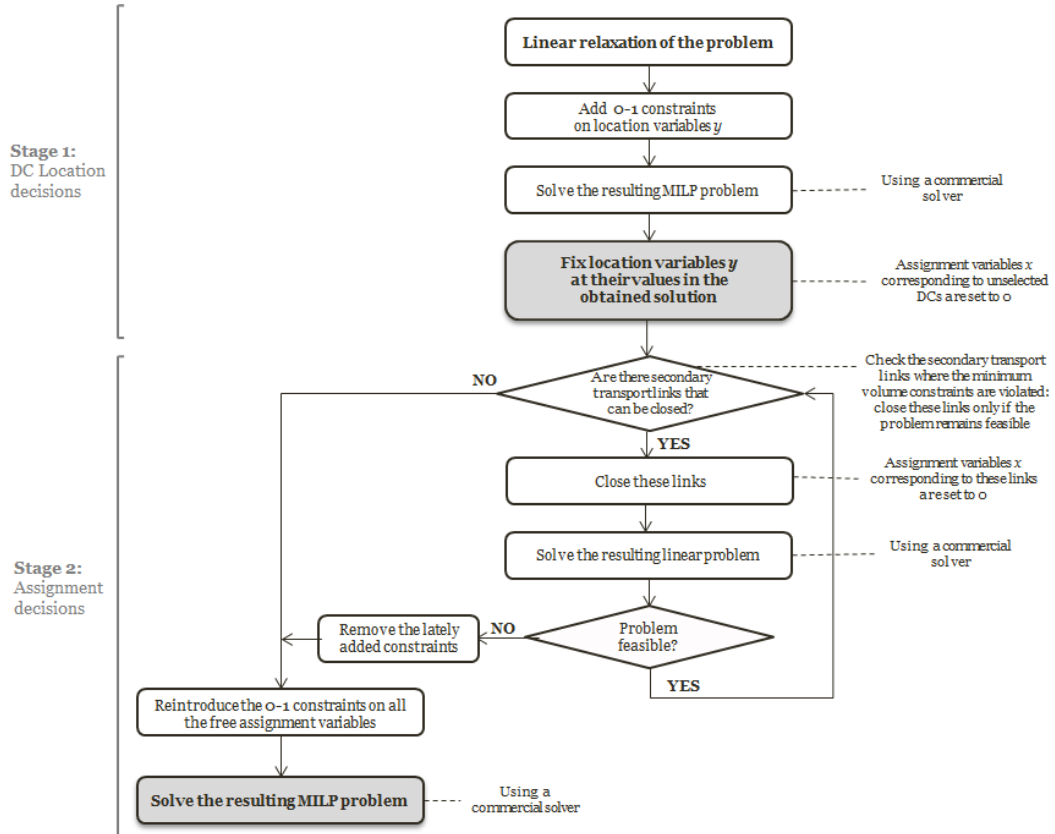 Linear relaxation of the problem
Add 0-1 constraints
on location variables y
Stage 1:
DC Location
decisions
Solve the resulting MILP problem
Using a commercial
solver
Fix location variables y
at their values in the
obtained solution
Assignment variables x
corresponding to unselected
DCs are set to 0
NO
Are there secondary
transport links that
can be closed?
Check the secondary transport
links where the minimum
volume constraints are violated:
close these links only if the
problem remains feasible
YES
Close these links
Assignment variables x
corresponding to these links
are set to 0
Stage 2:
Assignment
decisions
Solve the resulting linear problem
Using a commercial
solver
Remove the lately
added constraints
NO
Problem
feasible?
YES
Reintroduce the 0-1 constraints on all
the free assignment variables
Solve the resulting MILP problem
Using a
commercial solver